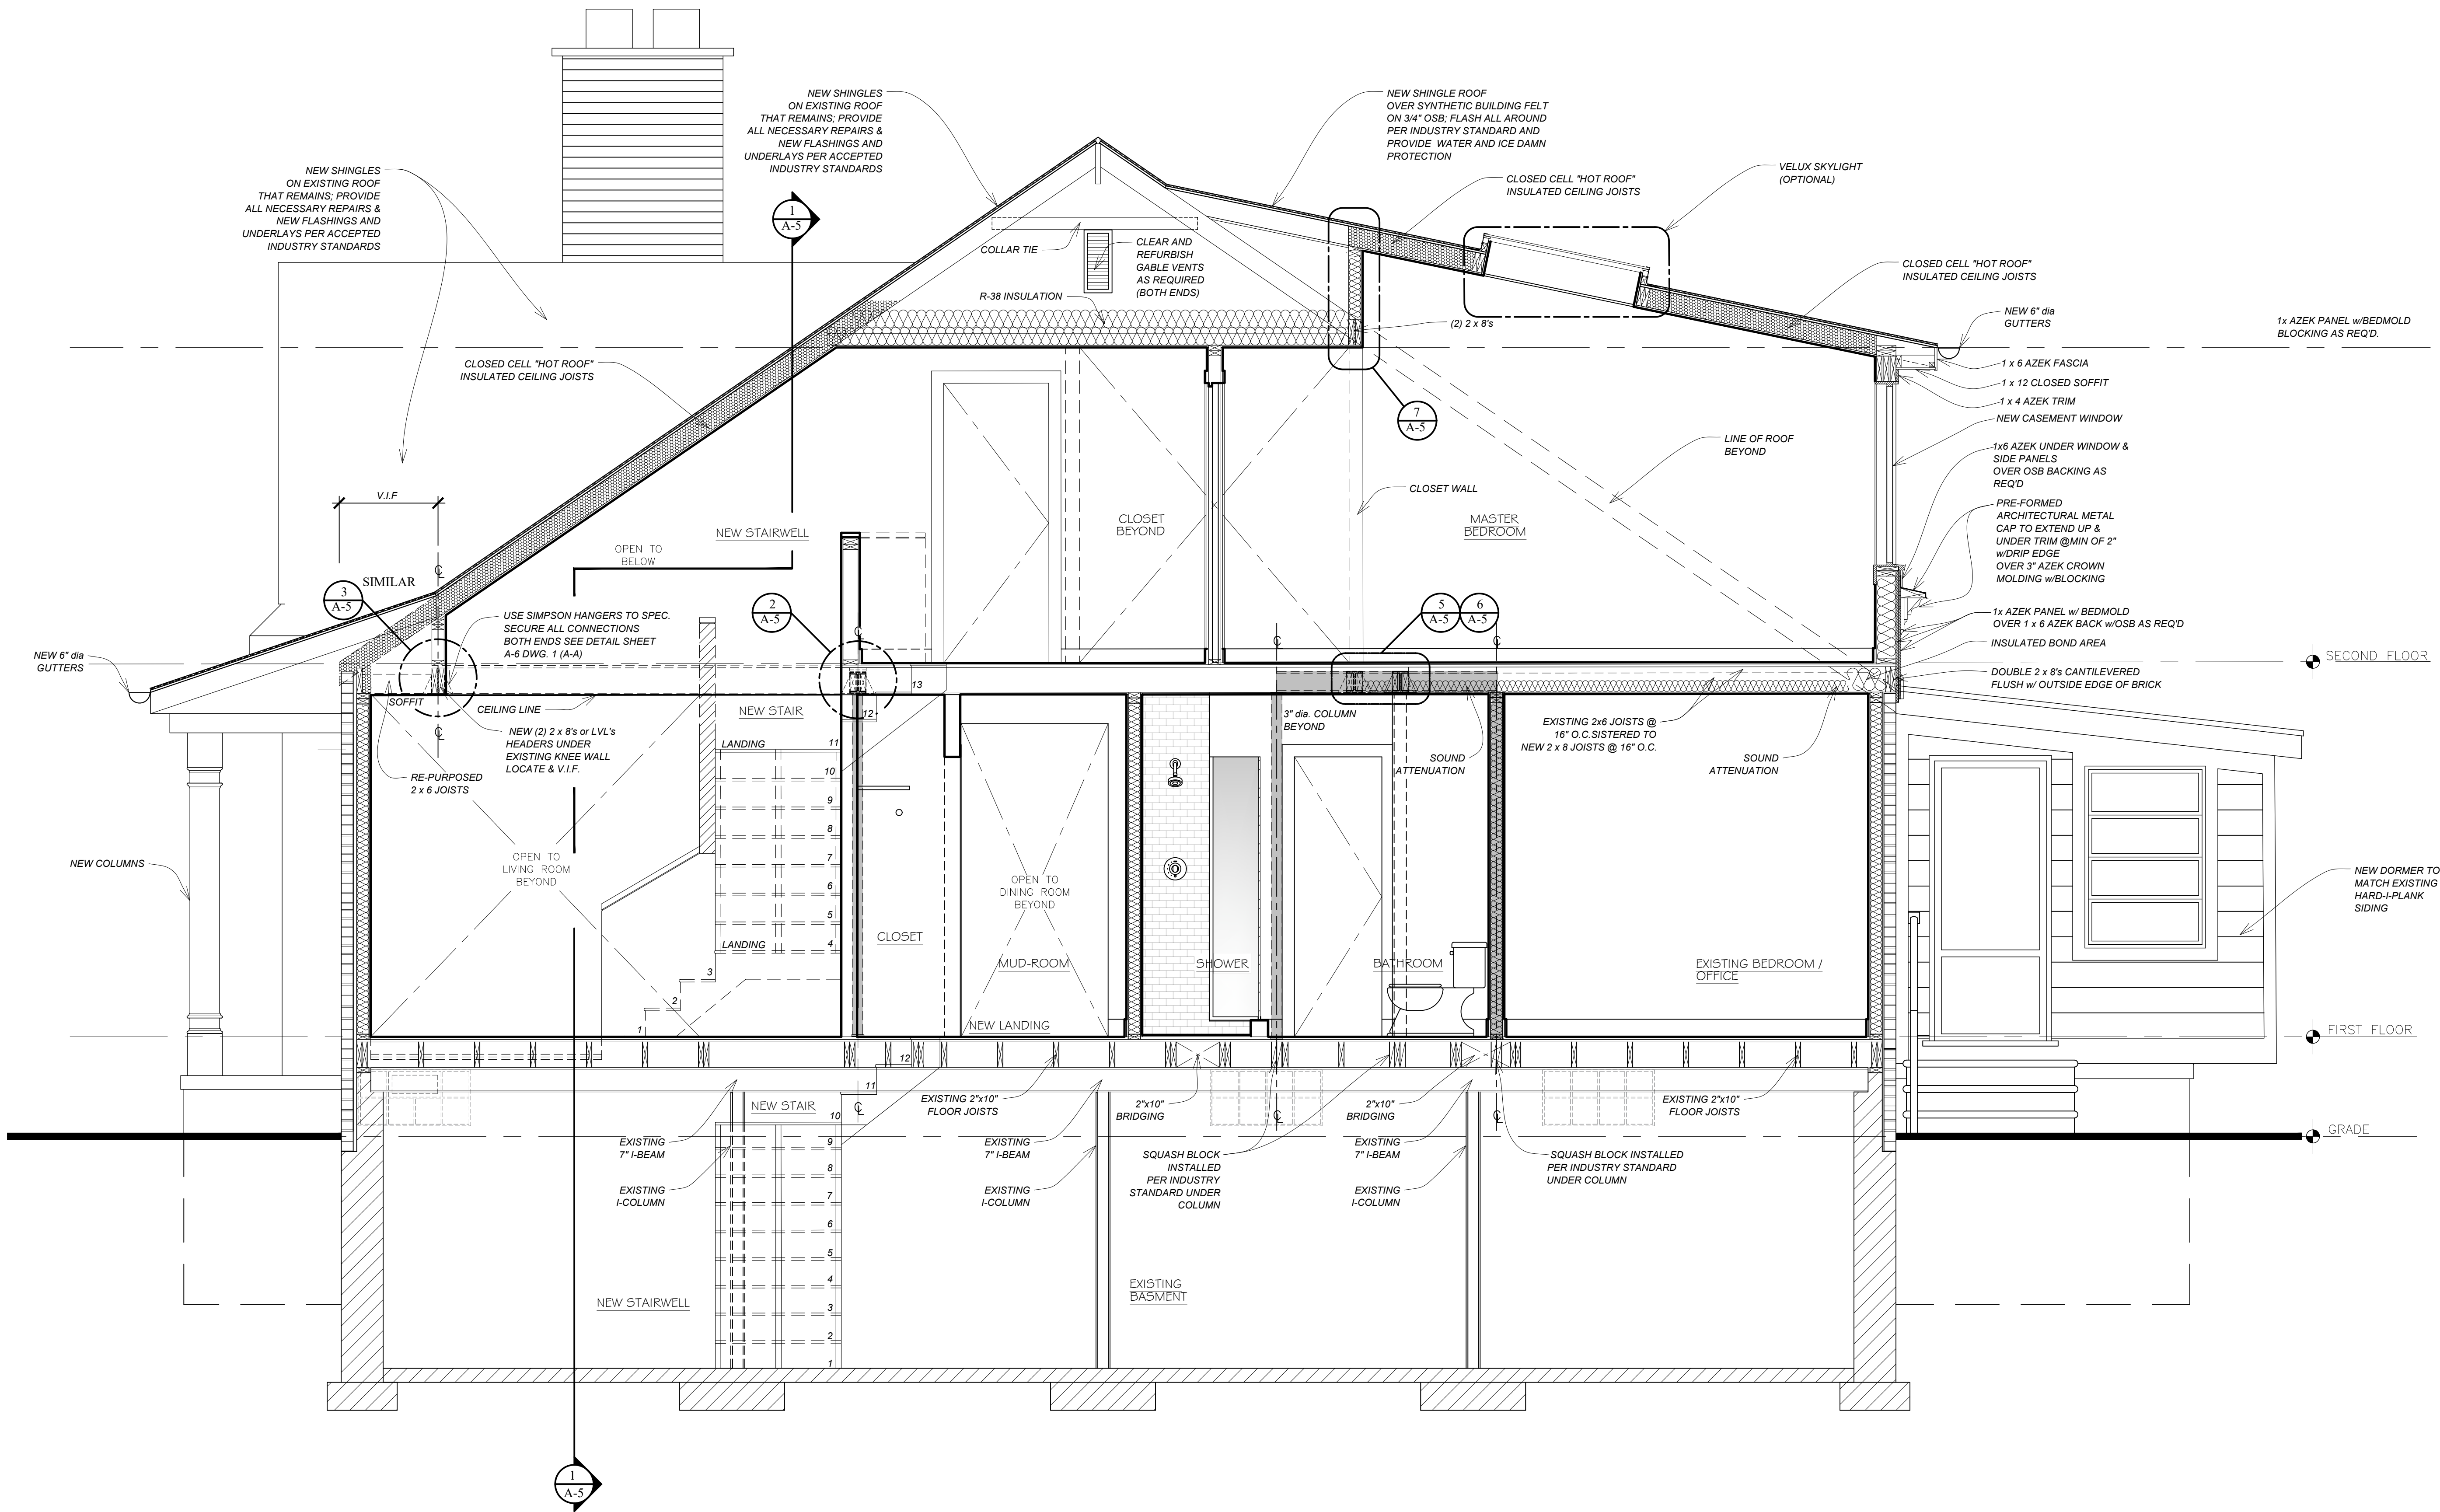 NEW SHINGLES
ON EXISTING ROOF
THAT REMAINS; PROVIDE
ALL NECESSARY REPAIRS &
NEW FLASHINGS AND
UNDERLAYS PER ACCEPTED
INDUSTRY STANDARDS
NEW SHINGLES
ON EXISTING ROOF
THAT REMAINS; PROVIDE
ALL NECESSARY REPAIRS &
NEW FLASHINGS AND
UNDERLAYS PER ACCEPTED
INDUSTRY STANDARDS
1
A-5
NEW SHINGLE ROOF
OVER SYNTHETIC BUILDING FELT
ON 3/4" OSB; FLASH ALL AROUND
PER INDUSTRY STANDARD AND
PROVIDE WATER AND ICE DAMN
PROTECTION
CLOSED CELL "HOT ROOF"
INSULATED CEILING JOISTS
VELUX SKYLIGHT
(OPTIONAL)
COLLAR TIE
CLEAR AND
REFURBISH
GABLE VENTS
AS REQUIRED
(BOTH ENDS)
R-38 INSULATION
(2) 2 x 8's
CLOSED CELL "HOT ROOF"
INSULATED CEILING JOISTS
NEW 6" dia
GUTTERS
1x AZEK PANEL w/BEDMOLD
BLOCKING AS REQ'D.
CLOSED CELL "HOT ROOF"
INSULATED CEILING JOISTS
1 x 6 AZEK FASCIA
1 x 12 CLOSED SOFFIT
1 x 4 AZEK TRIM
NEW CASEMENT WINDOW
7
A-5
LINE OF ROOF
BEYOND
1x6 AZEK UNDER WINDOW &
SIDE PANELS
OVER OSB BACKING AS
REQ'D
V.I.F
CLOSET WALL
PRE-FORMED
ARCHITECTURAL METAL
CAP TO EXTEND UP &
UNDER TRIM @MIN OF 2"
w/DRIP EDGE
OVER 3" AZEK CROWN
MOLDING w/BLOCKING
NEW STAIRWELL
OPEN TO
BELOW
CLOSET
BEYOND
MASTER
BEDROOM
℄
3
A-5
SIMILAR
USE SIMPSON HANGERS TO SPEC.
SECURE ALL CONNECTIONS
BOTH ENDS SEE DETAIL SHEET
A-6 DWG. 1 (A-A)
2
A-5
℄
5
A-5
6
A-5
℄
℄
1x AZEK PANEL w/ BEDMOLD
OVER 1 x 6 AZEK BACK w/OSB AS REQ'D
INSULATED BOND AREA
NEW 6" dia
GUTTERS
SECOND FLOOR
DOUBLE 2 x 8's CANTILEVERED
FLUSH w/ OUTSIDE EDGE OF BRICK
SOFFIT
CEILING LINE
NEW STAIR
13
12
3" dia. COLUMN
BEYOND
EXISTING 2x6 JOISTS @
16" O.C.SISTERED TO
NEW 2 x 8 JOISTS @ 16" O.C.
SOUND
ATTENUATION
SOUND
ATTENUATION
℄
NEW (2) 2 x 8's or LVL's
HEADERS UNDER
EXISTING KNEE WALL
LOCATE & V.I.F.
RE-PURPOSED
2 x 6 JOISTS
LANDING
11
10
9
8
7
6
5
LANDING
4
3
2
1
NEW COLUMNS
OPEN TO
LIVING ROOM
BEYOND
OPEN TO
DINING ROOM
BEYOND
CLOSET
MUD-ROOM
SHOWER
BATHROOM
EXISTING BEDROOM /
OFFICE
NEW LANDING
NEW DORMER TO
MATCH EXISTING
HARD-I-PLANK
SIDING
FIRST FLOOR
12
11
NEW STAIR
10
℄
EXISTING 2"x10"
FLOOR JOISTS
2"x10"
BRIDGING
℄
2"x10"
BRIDGING
℄
EXISTING 2"x10"
FLOOR JOISTS
GRADE
EXISTING
7" I-BEAM
EXISTING
I-COLUMN
EXISTING
7" I-BEAM
EXISTING
I-COLUMN
SQUASH BLOCK
INSTALLED
PER INDUSTRY
STANDARD UNDER
COLUMN
EXISTING
7" I-BEAM
EXISTING
I-COLUMN
SQUASH BLOCK INSTALLED
PER INDUSTRY STANDARD
UNDER COLUMN
9
8
7
6
5
4
3
2
1
NEW STAIRWELL
EXISTING
BASMENT
1
A-5